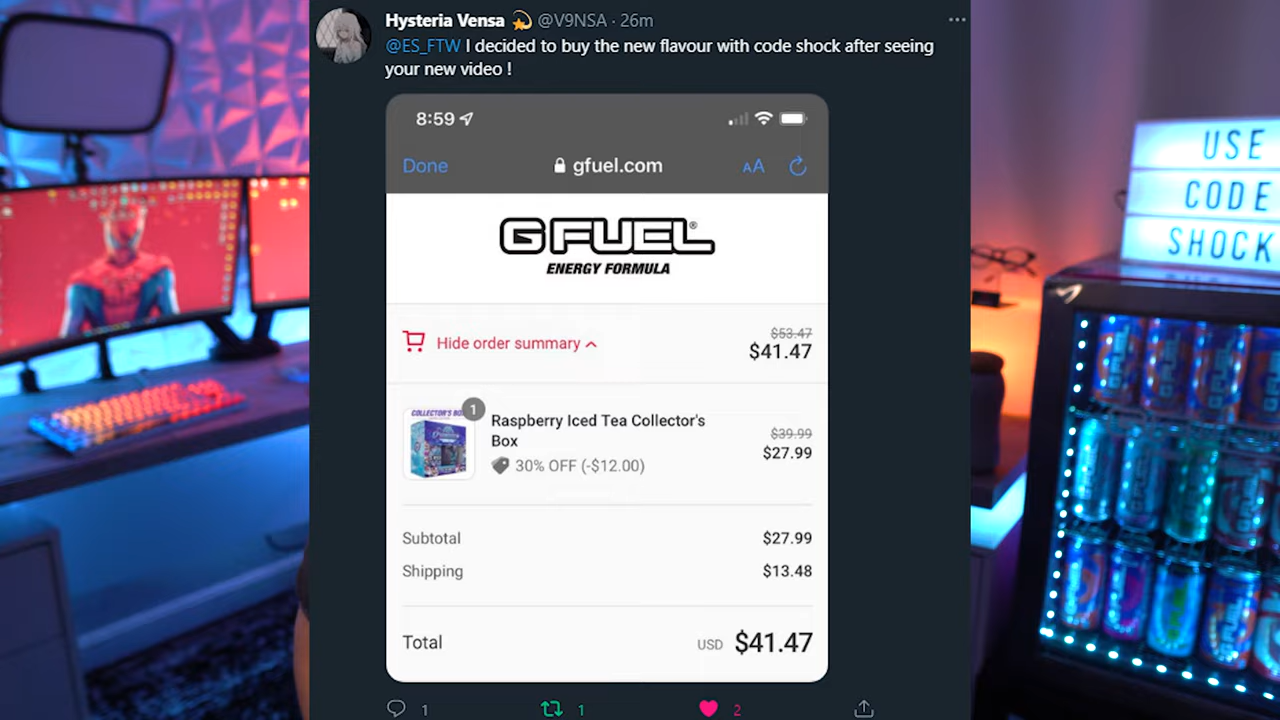 Hysteria Vensa 💫 @V9NSA · 26m
@ES_FTW I decided to buy the new flavour with code shock after seeing
your new video !
8:59
Done
gfuel.com
AA
G FUEL®
ENERGY FORMULA
Hide order summary
$53.47
$41.47
COLLECTOR'S BO
1
Raspberry Iced Tea Collector's
Box
30% OFF (-$12.00)
$39.99
$27.99
Subtotal $27.99
Shipping $13.48
Total USD $41.47
1 1 2
USE
CODE
SHOCK